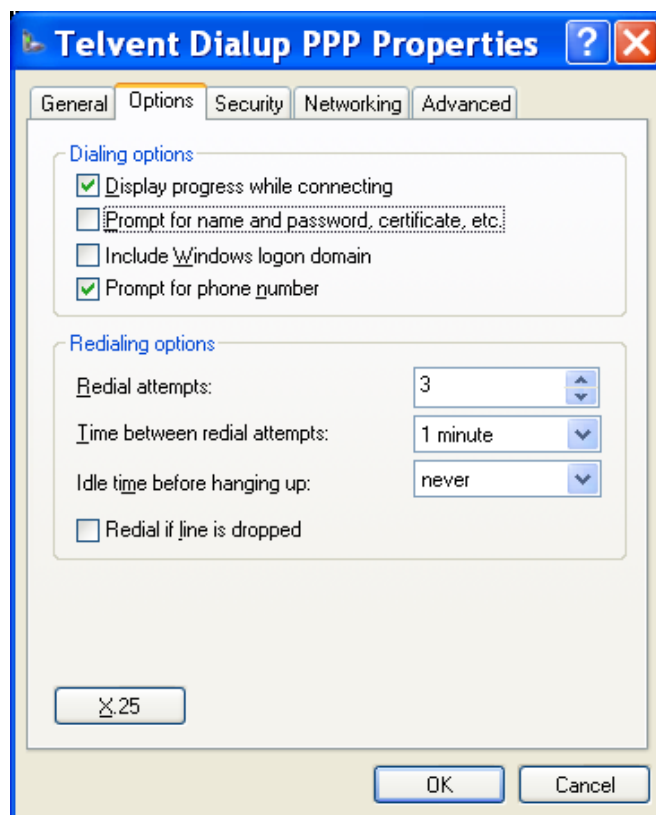 Telvent Dialup PPP Properties
General Options Security Networking Advanced
Dialing options
Display progress while connecting
Prompt for name and password, certificate, etc.
Include Windows logon domain
Prompt for phone number
Redialing options
Redial attempts: 3
Time between redial attempts: 1 minute
Idle time before hanging up: never
Redial if line is dropped
X.25
OK Cancel